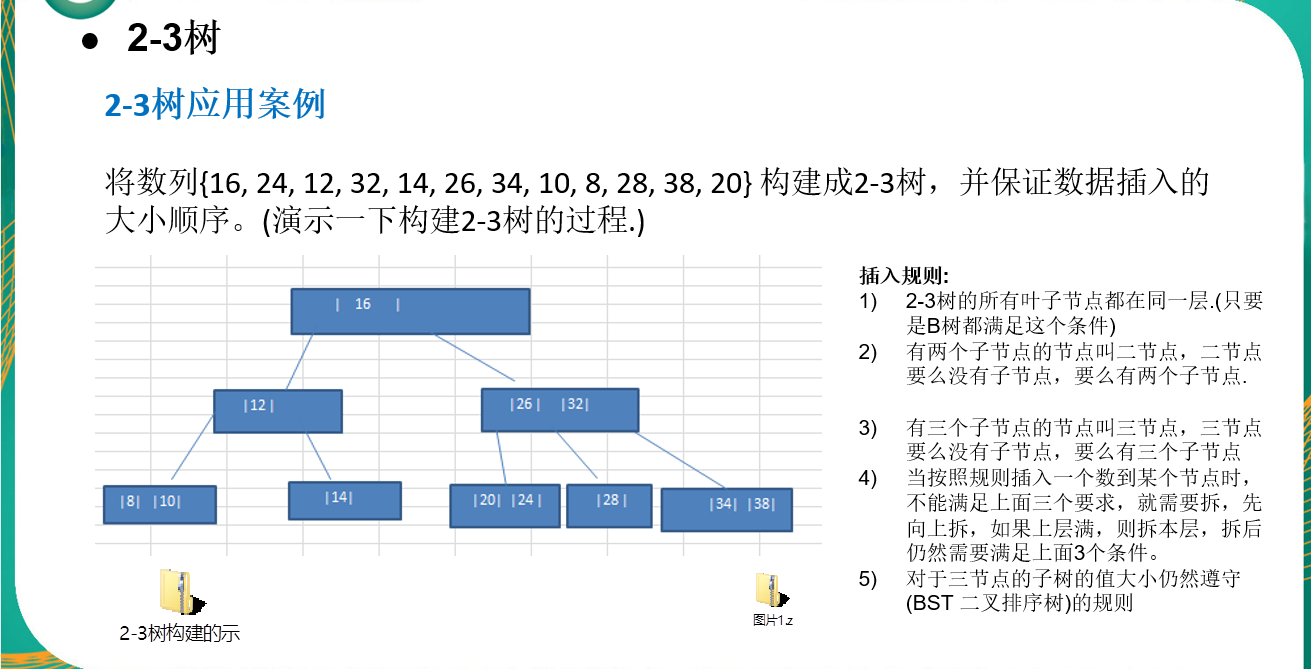 ● 2-3树
2-3树应用案例
将数列{16, 24, 12, 32, 14, 26, 34, 10, 8, 28, 38, 20} 构建成2-3树，并保证数据插入的
大小顺序。(演示一下构建2-3树的过程.)
| 16 |
|12 |
|26 | |32|
|8| |10|
|14|
|20| |24 |
|28 |
|34| |38|
2-3树构建的示
图片1.z
插入规则:
1) 2-3树的所有叶子节点都在同一层.(只要
是B树都满足这个条件)
2) 有两个子节点的节点叫二节点，二节点
要么没有子节点，要么有两个子节点.
3) 有三个子节点的节点叫三节点，三节点
要么没有子节点，要么有三个子节点
4) 当按照规则插入一个数到某个节点时，
不能满足上面三个要求，就需要拆，先
向上拆，如果上层满，则拆本层，拆后
仍然需要满足上面3个条件。
5) 对于三节点的子树的值大小仍然遵守
(BST 二叉排序树)的规则